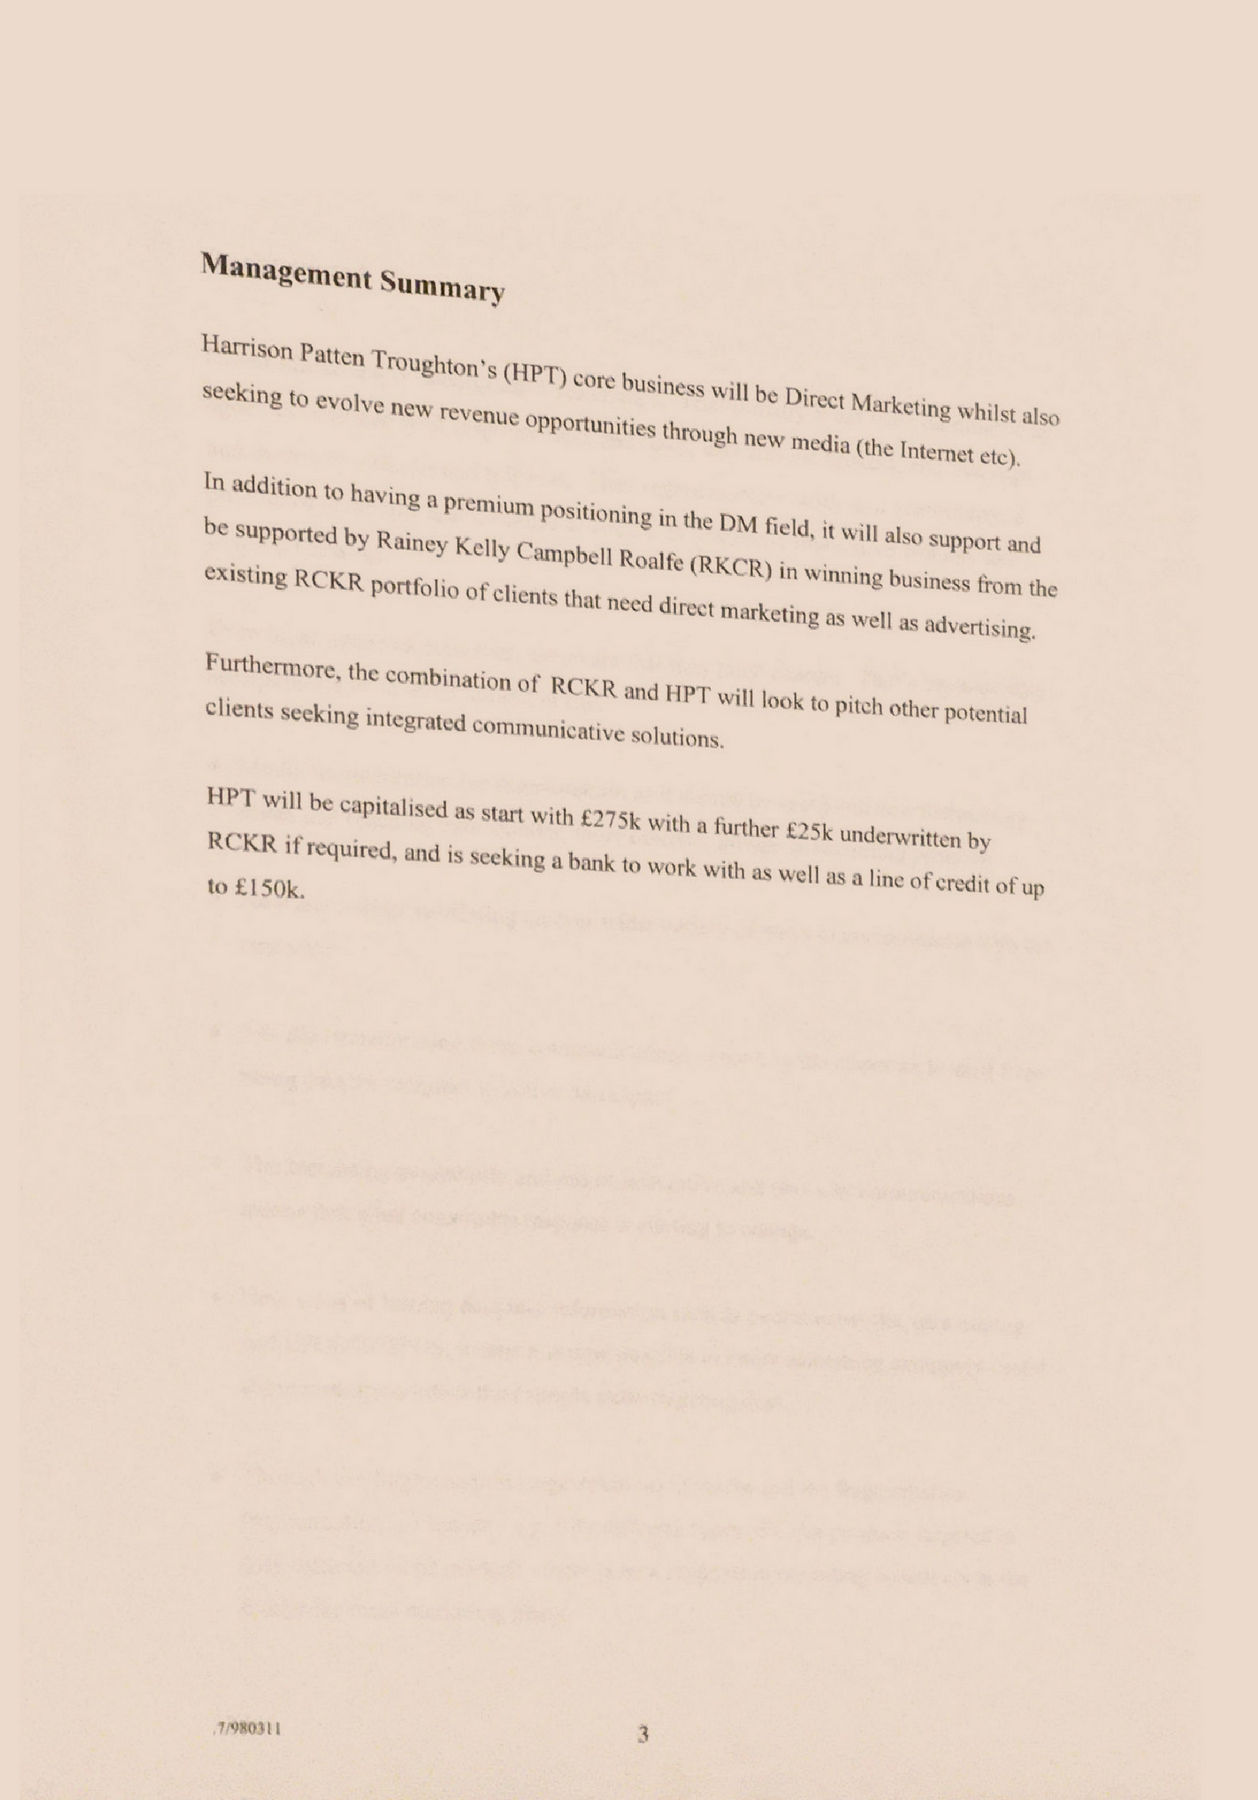 Management Summary
Harrison Patten Troughton's (HPT) core business will be Direct Marketing whilst also
seeking to evolve new revenue opportunities through new media (the Internet etc).
In addition to having a premium positioning in the DM field, it will also support and
be supported by Rainey Kelly Campbell Roalfe (RKCR) in winning business from the
existing RCKR portfolio of clients that need direct marketing as well as advertising.
Furthermore, the combination of RCKR and HPT will look to pitch other potential
clients seeking integrated communicative solutions.
HPT will be capitalised as start with £275k with a further £25k underwritten by
RCKR if required, and is seeking a bank to work with as well as a line of credit of up
to £150k.
.7/980311
3